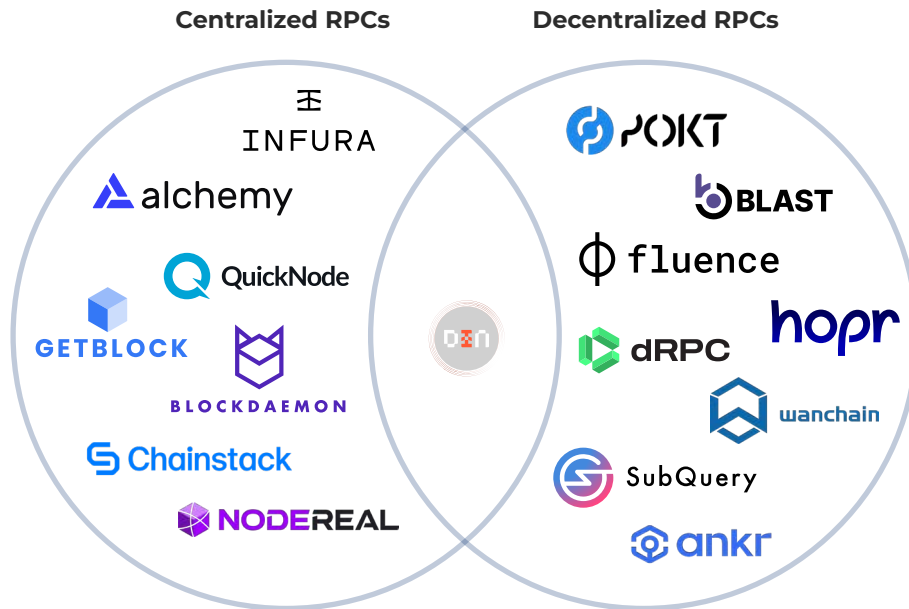 Centralized RPCs
Decentralized RPCs
INFURA
alchemy
QuickNode
GETBLOCK
BLOCKDAEMON
Chainstack
NODEREAL
DIN
POKT
BLAST
fluence
hopr
dRPC
wanchain
SubQuery
ankr